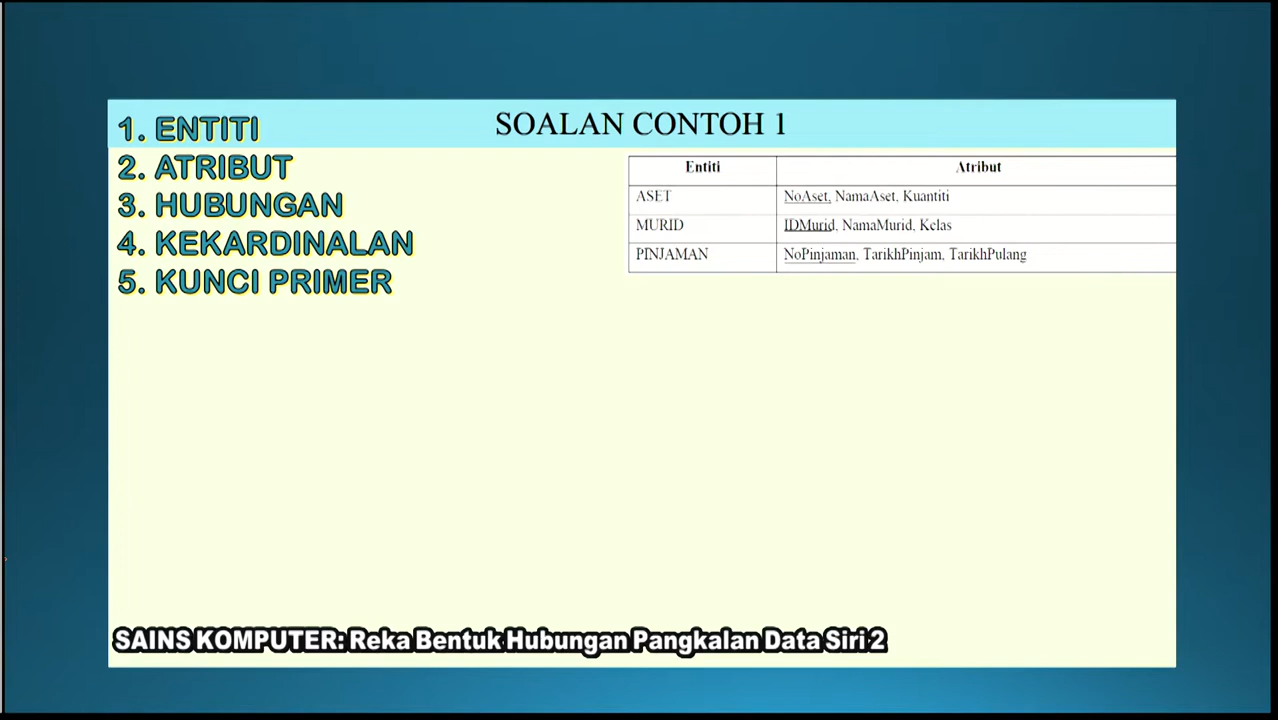 SOALAN CONTOH 1
1. ENTITI
2. ATRIBUT
3. HUBUNGAN
4. KEKARDINALAN
5. KUNCI PRIMER
Entiti Atribut
ASET NoAset, NamaAset, Kuantiti
MURID IDMurid, NamaMurid, Kelas
PINJAMAN NoPinjaman, TarikhPinjam, TarikhPulang
SAINS KOMPUTER: Reka Bentuk Hubungan Pangkalan Data Siri 2